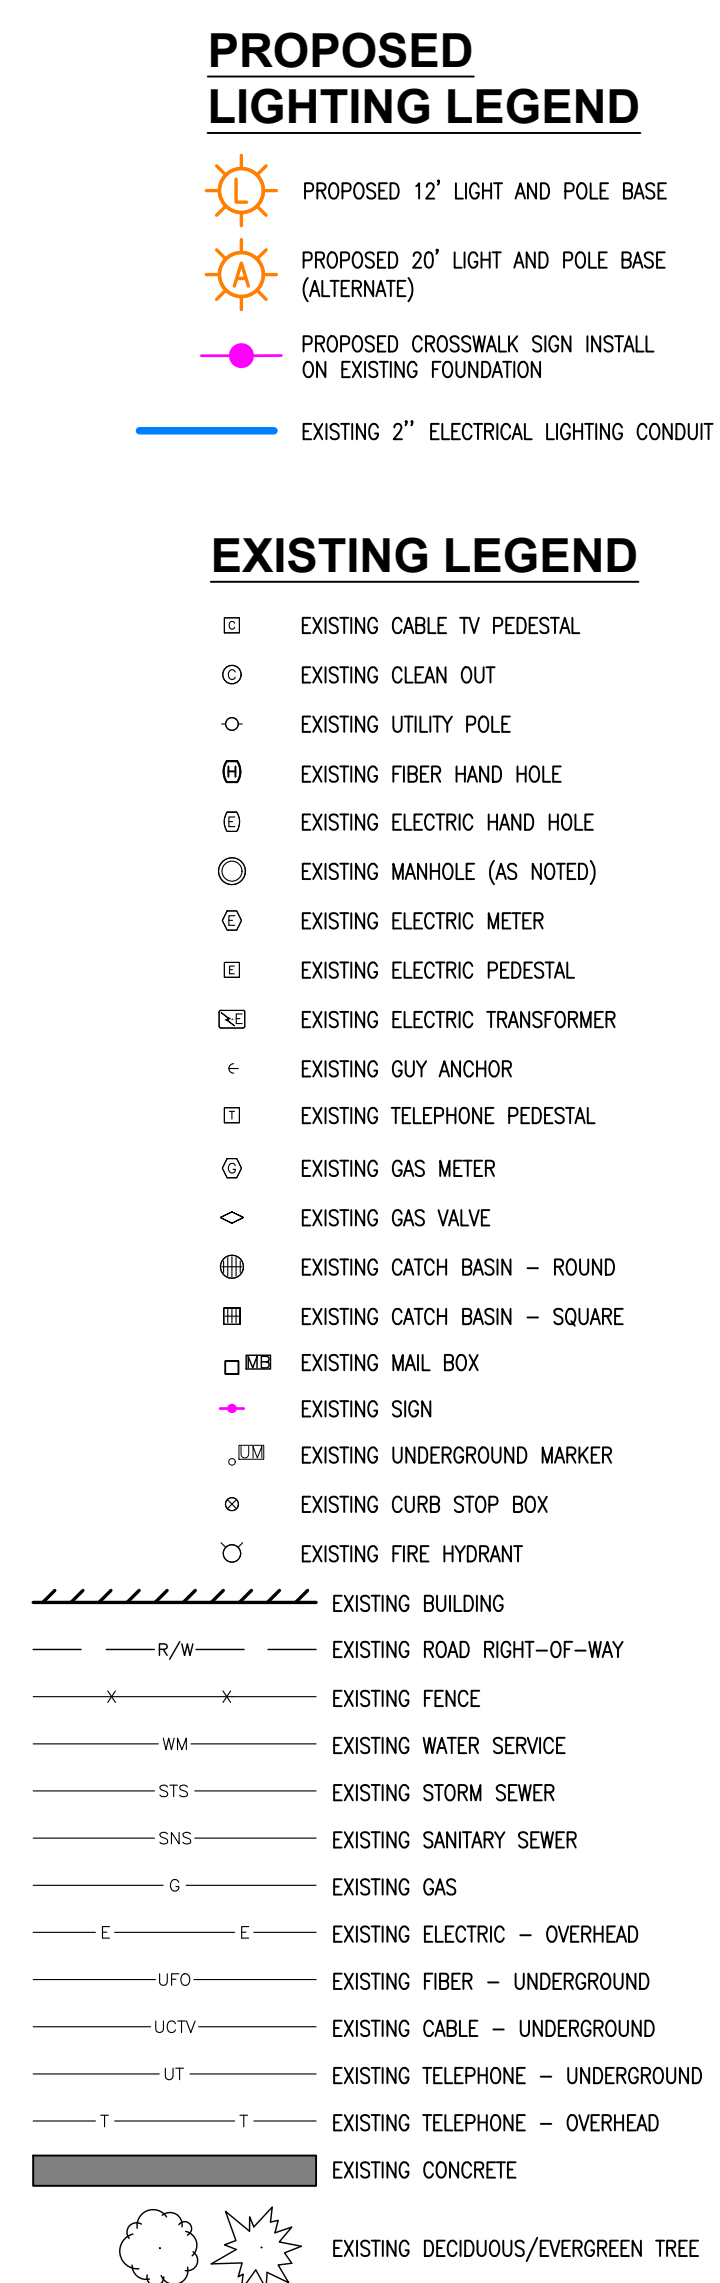 PROPOSED
LIGHTING LEGEND
L PROPOSED 12' LIGHT AND POLE BASE
A PROPOSED 20' LIGHT AND POLE BASE
(ALTERNATE)
PROPOSED CROSSWALK SIGN INSTALL
ON EXISTING FOUNDATION
EXISTING 2'' ELECTRICAL LIGHTING CONDUIT
EXISTING LEGEND
C EXISTING CABLE TV PEDESTAL
C EXISTING CLEAN OUT
EXISTING UTILITY POLE
H EXISTING FIBER HAND HOLE
E EXISTING ELECTRIC HAND HOLE
EXISTING MANHOLE (AS NOTED)
E EXISTING ELECTRIC METER
E EXISTING ELECTRIC PEDESTAL
E EXISTING ELECTRIC TRANSFORMER
EXISTING GUY ANCHOR
T EXISTING TELEPHONE PEDESTAL
G EXISTING GAS METER
EXISTING GAS VALVE
EXISTING CATCH BASIN – ROUND
EXISTING CATCH BASIN – SQUARE
MB EXISTING MAIL BOX
EXISTING SIGN
UM EXISTING UNDERGROUND MARKER
EXISTING CURB STOP BOX
EXISTING FIRE HYDRANT
EXISTING BUILDING
R/W EXISTING ROAD RIGHT–OF–WAY
X X EXISTING FENCE
WM EXISTING WATER SERVICE
STS EXISTING STORM SEWER
SNS EXISTING SANITARY SEWER
G EXISTING GAS
E E EXISTING ELECTRIC – OVERHEAD
UFO EXISTING FIBER – UNDERGROUND
UCTV EXISTING CABLE – UNDERGROUND
UT EXISTING TELEPHONE – UNDERGROUND
T T EXISTING TELEPHONE – OVERHEAD
EXISTING CONCRETE
EXISTING DECIDUOUS/EVERGREEN TREE